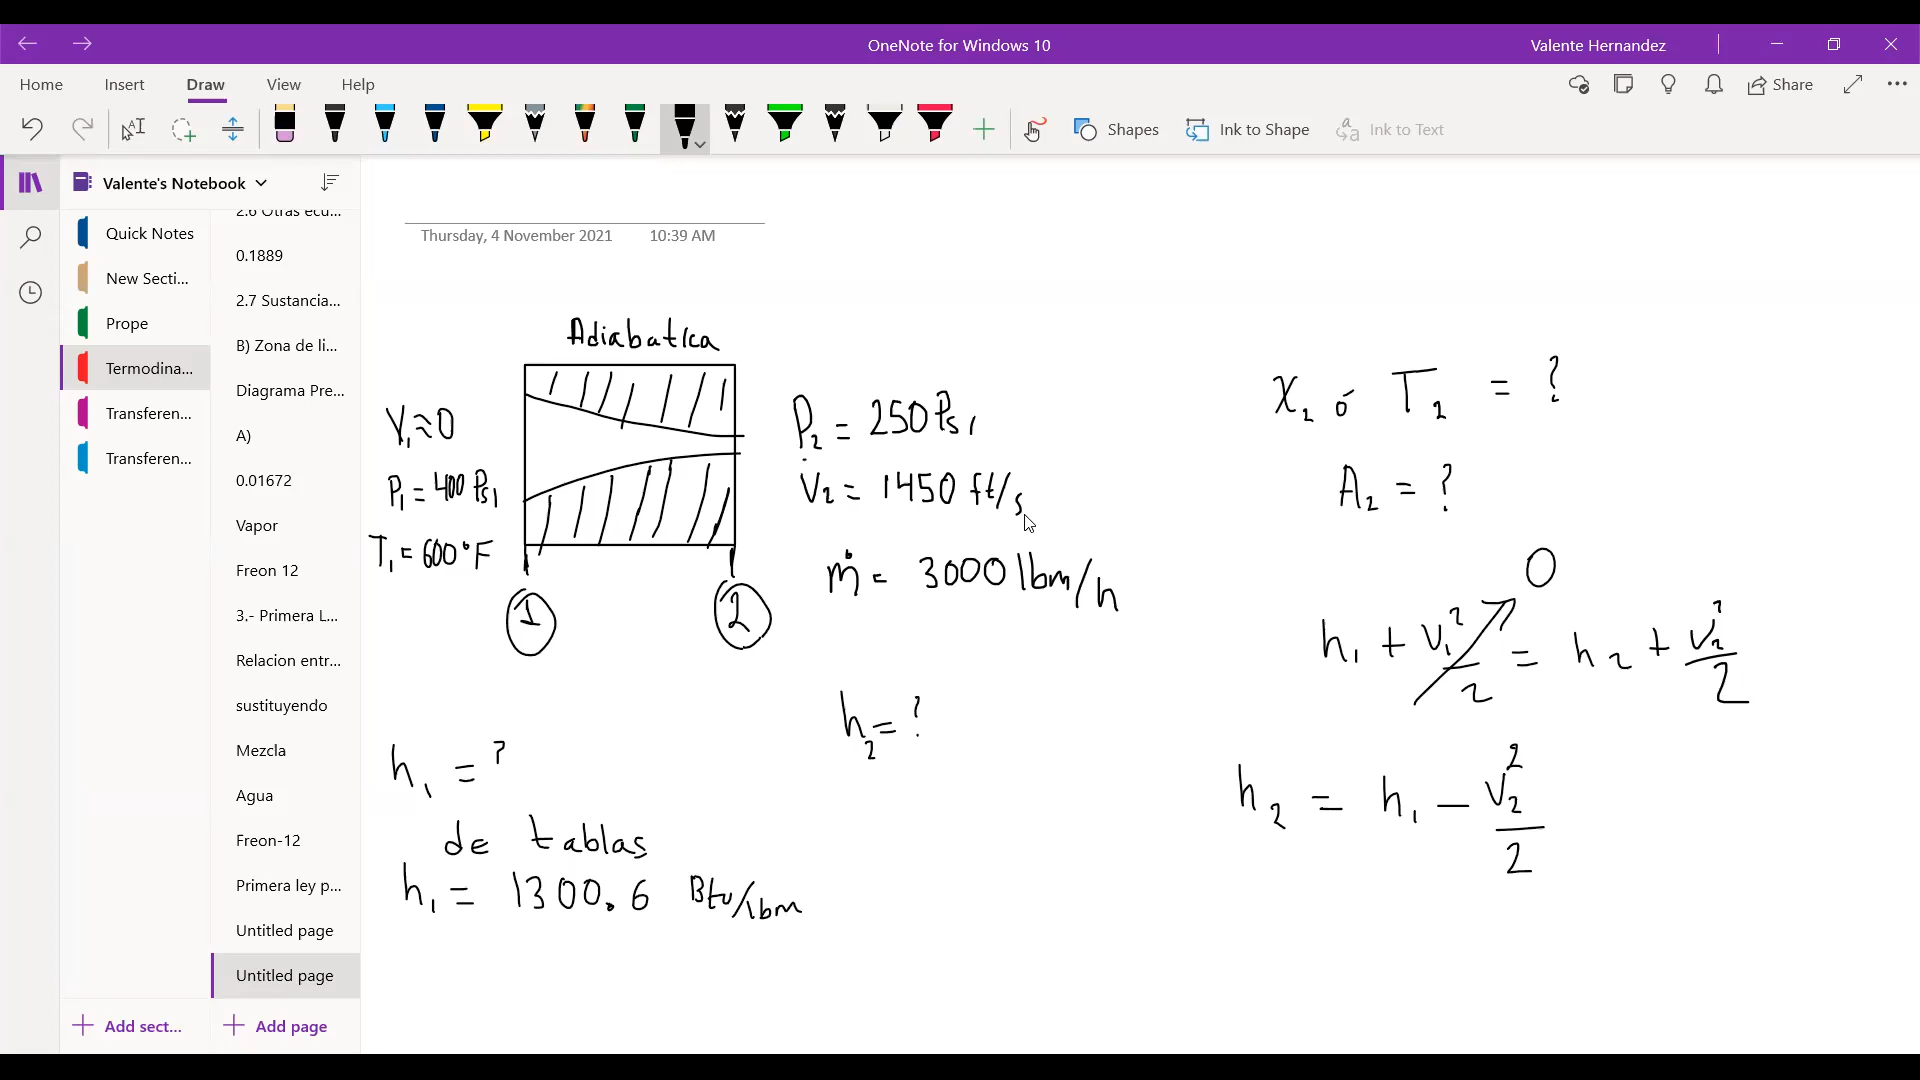 OneNote for Windows 10
Valente Hernandez
Home Insert Draw View Help
Share
Shapes Ink to Shape Ink to Text
Valente's Notebook
Quick Notes
New Secti...
Prope
Termodina...
Transferen...
Transferen...
Add sect...
2.6 Otras ecu...
0.1889
2.7 Sustancia...
B) Zona de li...
Diagrama Pre...
A)
0.01672
Vapor
Freon 12
3.- Primera L...
Relacion entr...
sustituyendo
Mezcla
Agua
Freon-12
Primera ley p...
Untitled page
Untitled page
Add page
Thursday, 4 November 2021 10:39 AM
Adiabatica
V₁≈0
P₁ = 400 Psi
T₁ = 600°F
1
2
P₂ = 250 Psi
V₂ = 1450 ft/s
ṁ = 3000 lbm/h
h₂ = ?
h₁ = ?
de tablas
h₁ = 1300.6 Btu/lbm
X₂ ó T₂ = ?
A₂ = ?
0
h₁ + V₁²/2 = h₂ + V₂²/2
h₂ = h₁ − V₂²/2